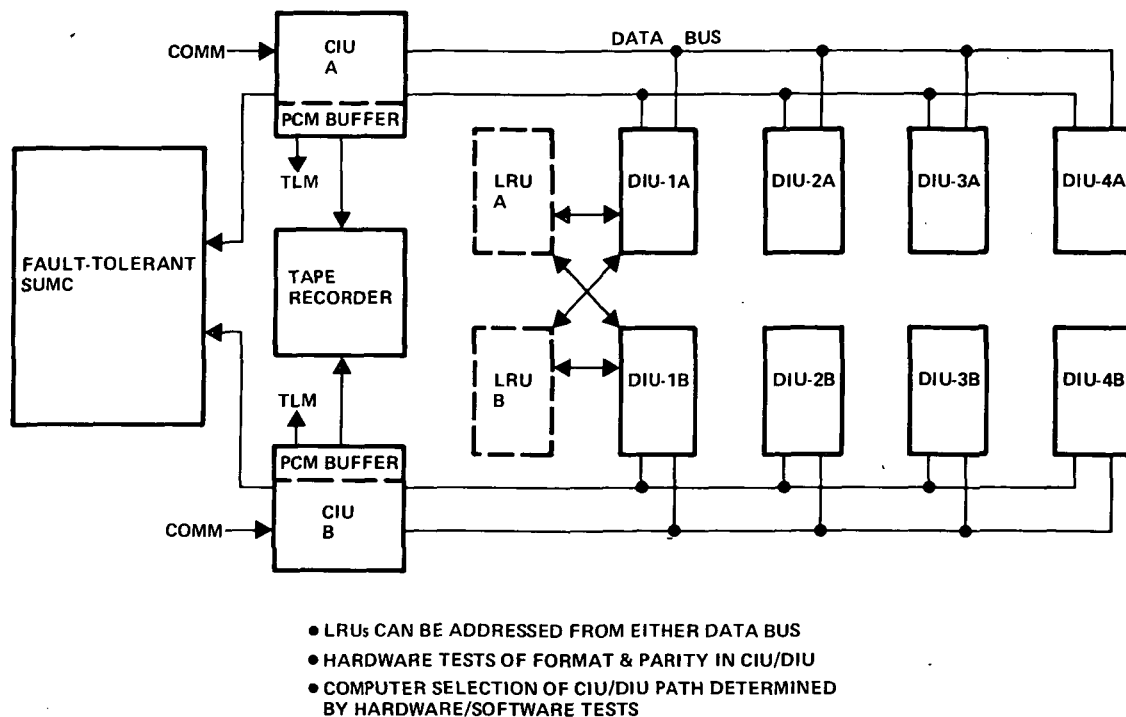 COMM
CIU
A
DATA BUS
PCM BUFFER
TLM
LRU
A
DIU-1A
DIU-2A
DIU-3A
DIU-4A
FAULT-TOLERANT
SUMC
TAPE
RECORDER
LRU
B
DIU-1B
DIU-2B
DIU-3B
DIU-4B
TLM
PCM BUFFER
COMM
CIU
B
● LRUs CAN BE ADDRESSED FROM EITHER DATA BUS
● HARDWARE TESTS OF FORMAT & PARITY IN CIU/DIU
● COMPUTER SELECTION OF CIU/DIU PATH DETERMINED
BY HARDWARE/SOFTWARE TESTS